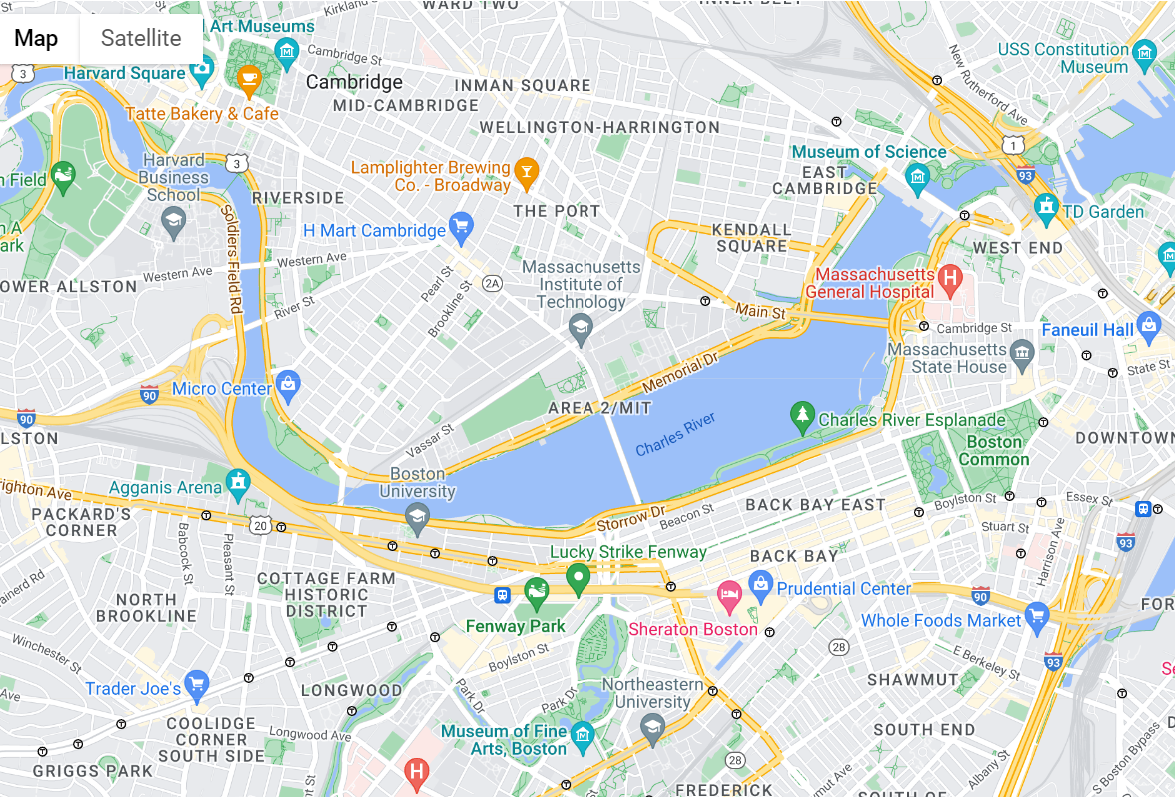 Map
Satellite
Art Museums
Kirkland St
WARD TWO
INNER BELT
3
Harvard Square
Cambridge St
Cambridge
MID-CAMBRIDGE
INMAN SQUARE
New Rutherford Ave
USS Constitution
Museum
Tatte Bakery & Cafe
WELLINGTON-HARRINGTON
3
1
Harvard
Business
School
Lamplighter Brewing
Co. - Broadway
Museum of Science
EAST
CAMBRIDGE
93
RIVERSIDE
THE PORT
TD Garden
Soldiers Field Rd
H Mart Cambridge
KENDALL
SQUARE
WEST END
Western Ave
Western Ave
Pearl St
2A
Massachusetts
Institute of
Technology
Massachusetts
General Hospital
OWER ALLSTON
River St
Brookline St
Main St
Cambridge St
Faneuil Hall
Massachusetts
State House
State St
Memorial Dr
Micro Center
90
90
AREA 2/MIT
Charles River
Charles River Esplanade
Boston
Common
DOWNTOWN
LSTON
Vassar St
Agganis Arena
Boston
University
ighton Ave
PACKARD'S
CORNER
20
Storrow Dr
Beacon St
BACK BAY EAST
Boylston St
Essex St
Stuart St
Harrison Ave
93
Babcock St
Pleasant St
Lucky Strike Fenway
BACK BAY
COTTAGE FARM
HISTORIC
DISTRICT
NORTH
BROOKLINE
Fenway Park
Prudential Center
Sheraton Boston
90
Whole Foods Market
FOR
Winchester St
Boylston St
28
E Berkeley St
93
Trader Joe's
LONGWOOD
Park Dr
Park Dr
Northeastern
University
SHAWMUT
COOLIDGE
CORNER
SOUTH SIDE
Longwood Ave
Museum of Fine
Arts, Boston
SOUTH END
Albany St
S Boston Bypass
GRIGGS PARK
28
FREDERICK
SOUTH OF